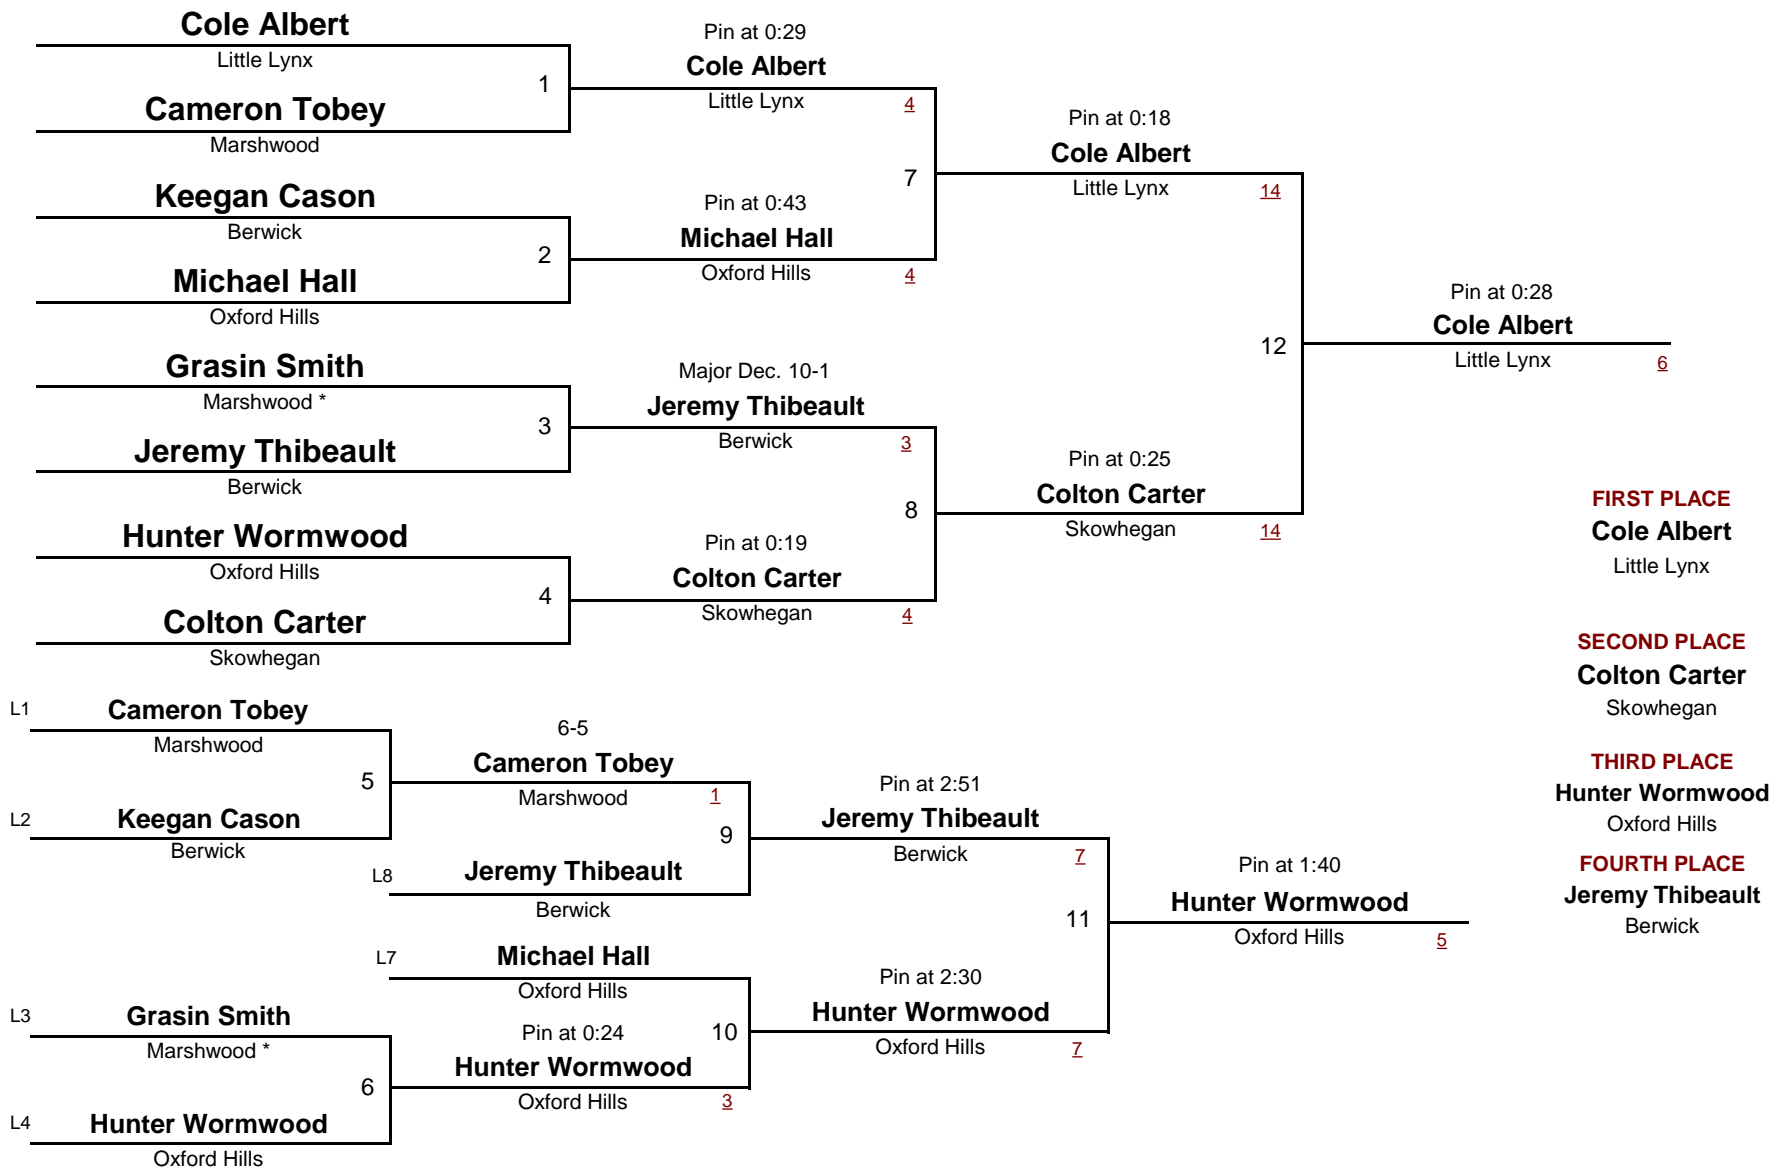 Cole Albert
Little Lynx
1
Cameron Tobey
Marshwood
Keegan Cason
Berwick
2
Michael Hall
Oxford Hills
Grasin Smith
Marshwood *
3
Jeremy Thibeault
Berwick
Hunter Wormwood
Oxford Hills
4
Colton Carter
Skowhegan
Pin at 0:29
Cole Albert
Little Lynx 4
7
Pin at 0:43
Michael Hall
Oxford Hills 4
Major Dec. 10-1
Jeremy Thibeault
Berwick 3
8
Pin at 0:19
Colton Carter
Skowhegan 4
Pin at 0:18
Cole Albert
Little Lynx 14
12
Pin at 0:25
Colton Carter
Skowhegan 14
Pin at 0:28
Cole Albert
Little Lynx 6
L1 Cameron Tobey
Marshwood
5
L2 Keegan Cason
Berwick
6-5
Cameron Tobey
Marshwood 1
9
L8 Jeremy Thibeault
Berwick
L7 Michael Hall
Oxford Hills
10
L3 Grasin Smith
Marshwood *
6
L4 Hunter Wormwood
Oxford Hills
Pin at 0:24
Hunter Wormwood
Oxford Hills 3
Pin at 2:51
Jeremy Thibeault
Berwick 7
11
Pin at 2:30
Hunter Wormwood
Oxford Hills 7
Pin at 1:40
Hunter Wormwood
Oxford Hills 5
FIRST PLACE
Cole Albert
Little Lynx
SECOND PLACE
Colton Carter
Skowhegan
THIRD PLACE
Hunter Wormwood
Oxford Hills
FOURTH PLACE
Jeremy Thibeault
Berwick